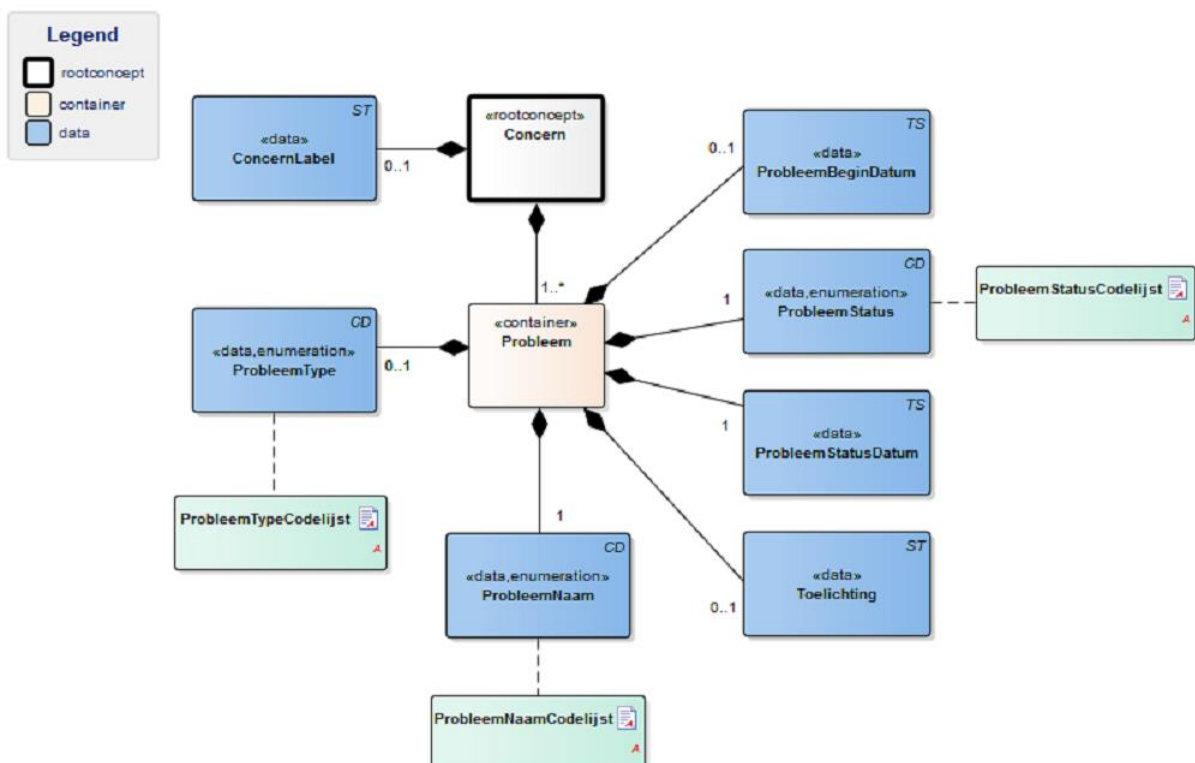 Legend
rootconcept
container
data
ST
«data»
ConcernLabel
0..1
«rootconcept»
Concern
1..*
TS
«data»
ProbleemBeginDatum
0..1
CD
«data,enumeration»
ProbleemStatus
1
ProbleemStatusCodelijst
A
CD
«data,enumeration»
ProbleemType
0..1
«container»
Probleem
TS
«data»
ProbleemStatusDatum
1
ProbleemTypeCodelijst
A
1
CD
«data,enumeration»
ProbleemNaam
ST
«data»
Toelichting
0..1
ProbleemNaamCodelijst
A